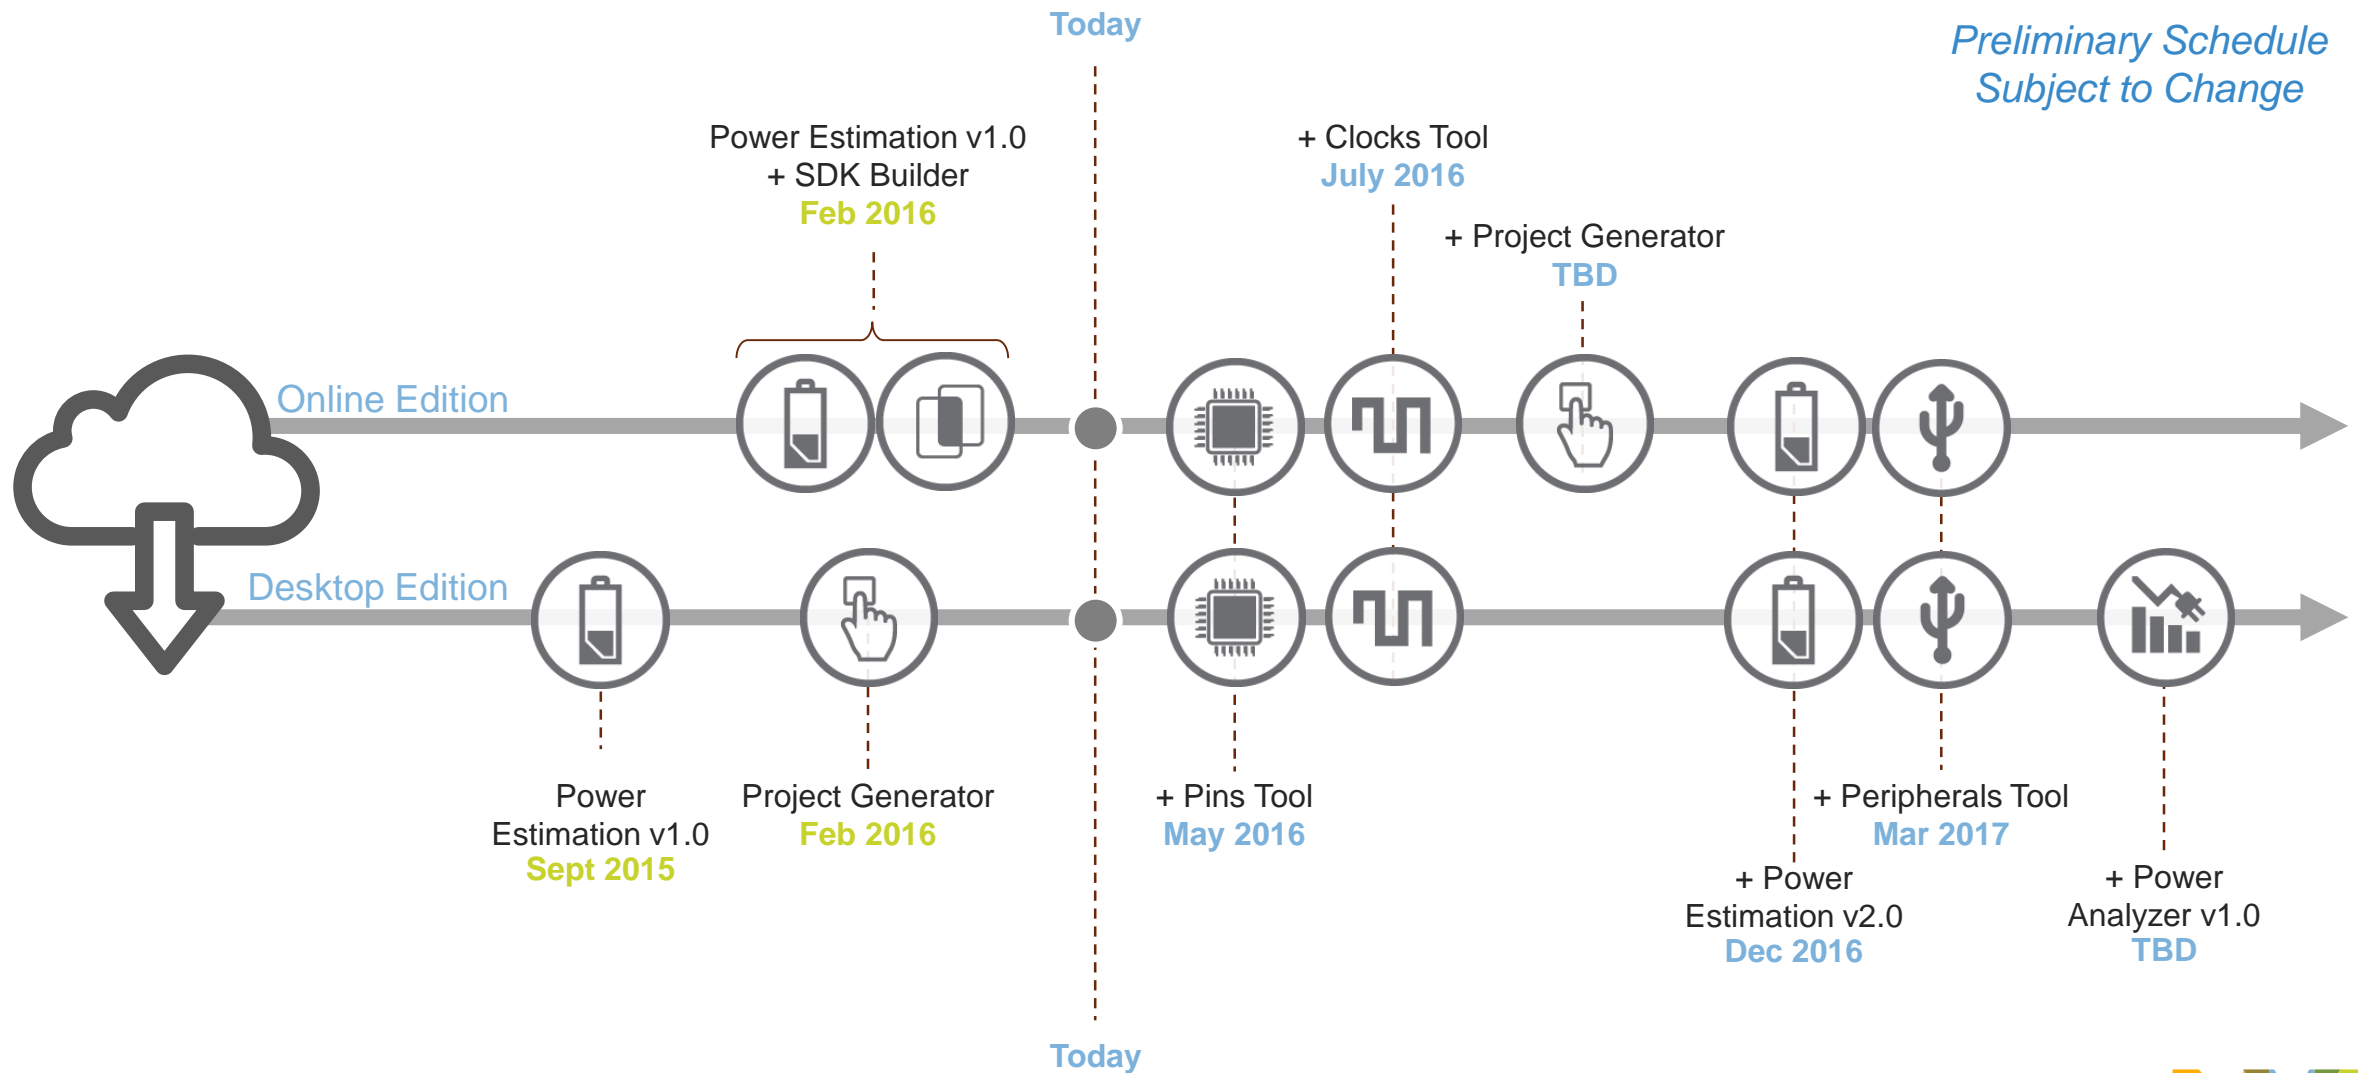 Today
Preliminary Schedule
Subject to Change
Power Estimation v1.0
+ SDK Builder
Feb 2016
+ Clocks Tool
July 2016
+ Project Generator
TBD
Online Edition
Desktop Edition
Power
Estimation v1.0
Sept 2015
Project Generator
Feb 2016
+ Pins Tool
May 2016
+ Peripherals Tool
Mar 2017
+ Power
Estimation v2.0
Dec 2016
+ Power
Analyzer v1.0
TBD
Today